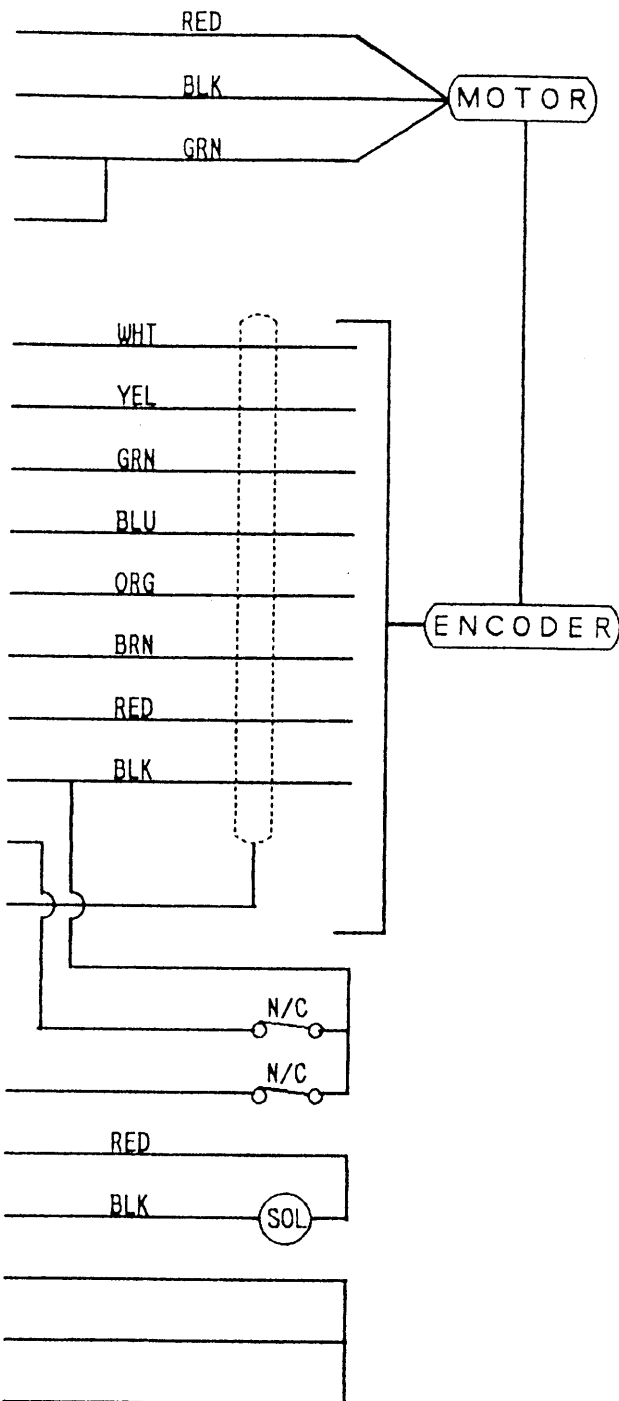 RED
BLK
MOTOR
GRN
WHT
YEL
GRN
BLU
ORG
ENCODER
BRN
RED
BLK
N/C
N/C
RED
BLK
SOL